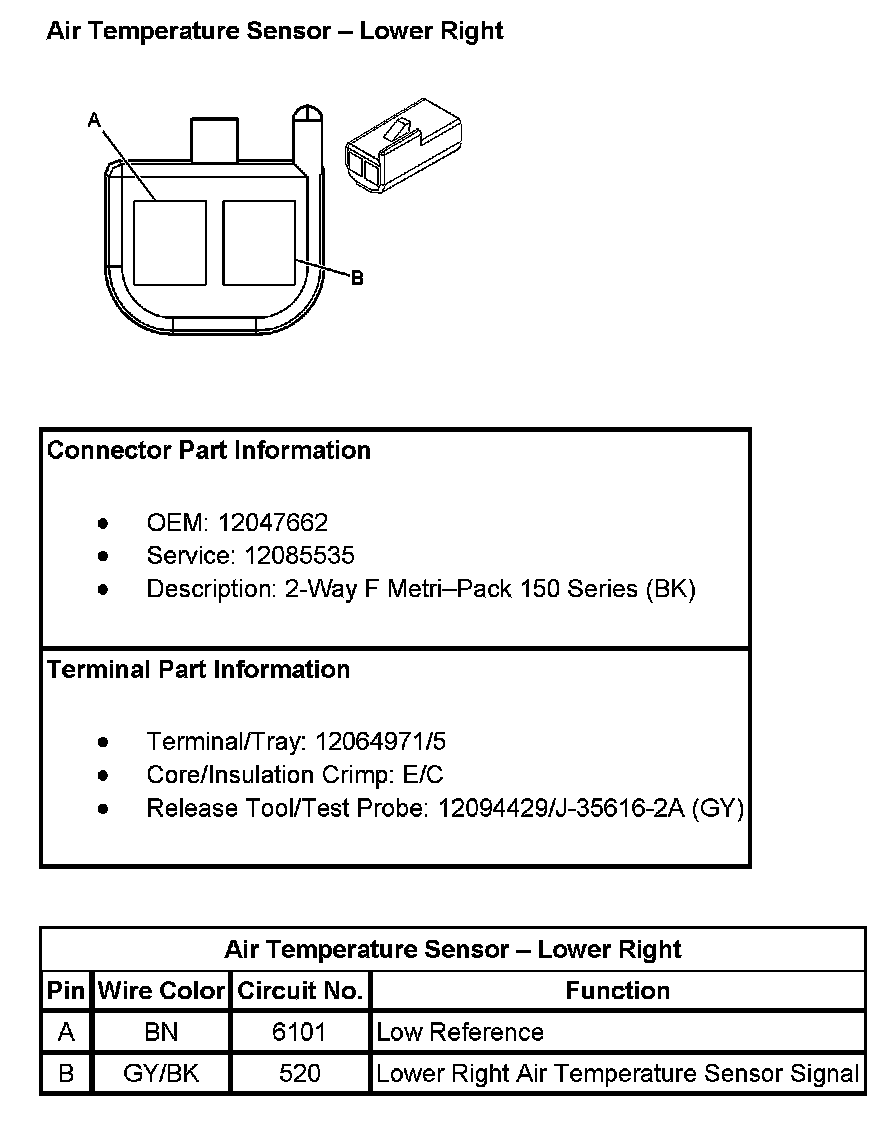 Air Temperature Sensor – Lower Right
A
B
Connector Part Information
● OEM: 12047662
● Service: 12085535
● Description: 2-Way F Metri–Pack 150 Series (BK)
Terminal Part Information
● Terminal/Tray: 12064971/5
● Core/Insulation Crimp: E/C
● Release Tool/Test Probe: 12094429/J-35616-2A (GY)
Air Temperature Sensor – Lower Right
Pin Wire Color Circuit No. Function
A BN 6101 Low Reference
B GY/BK 520 Lower Right Air Temperature Sensor Signal